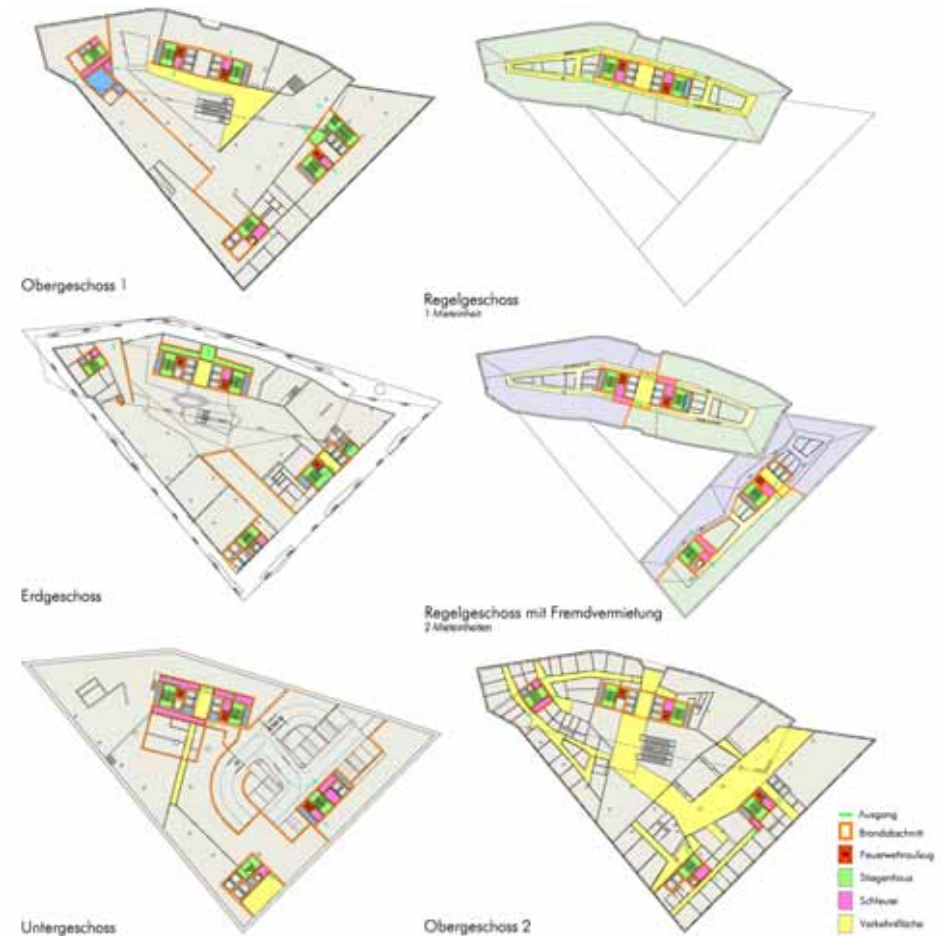 Obergeschoss 1
Regelgeschoss
1 Mieteinheit
Erdgeschoss
Regelgeschoss mit Fremdvermietung
2 Mieteinheiten
Untergeschoss
Obergeschoss 2
Ausgang
Brandabschnitt
Feuerwehraufzug
Stiegenhaus
Schleuse
Verkehrsfläche